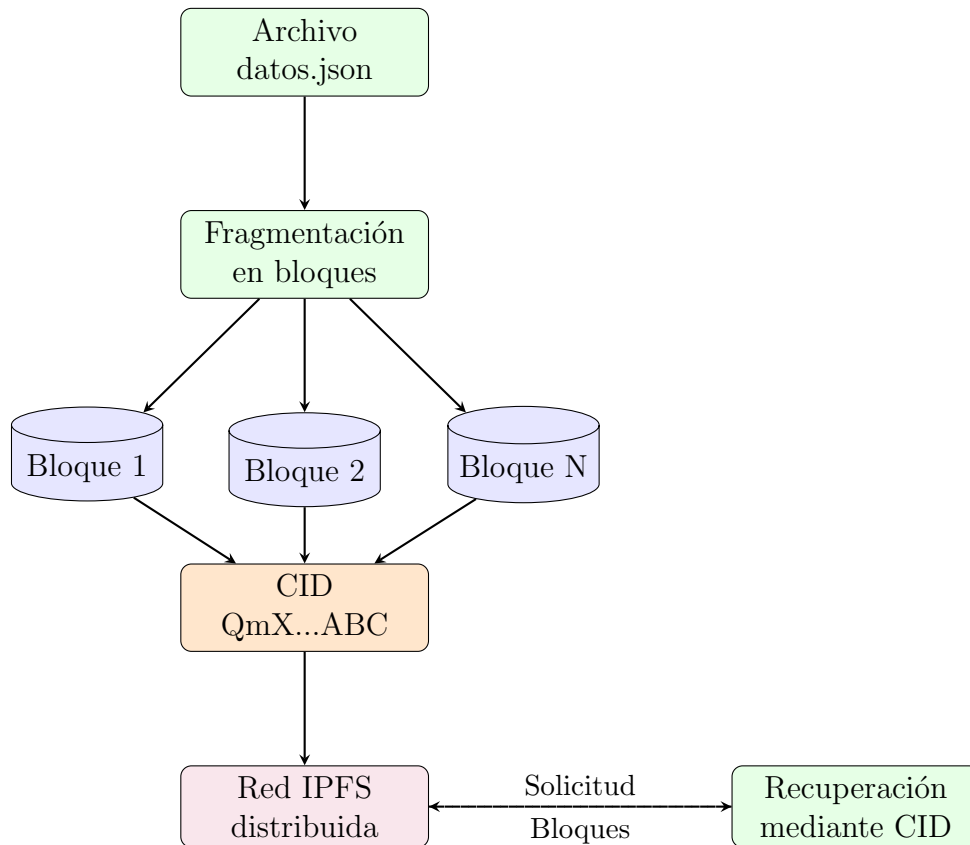 Archivo
datos.json
Fragmentación
en bloques
Bloque 1
Bloque 2
Bloque N
CID
QmX...ABC
Red IPFS
distribuida
Solicitud
Bloques
Recuperación
mediante CID